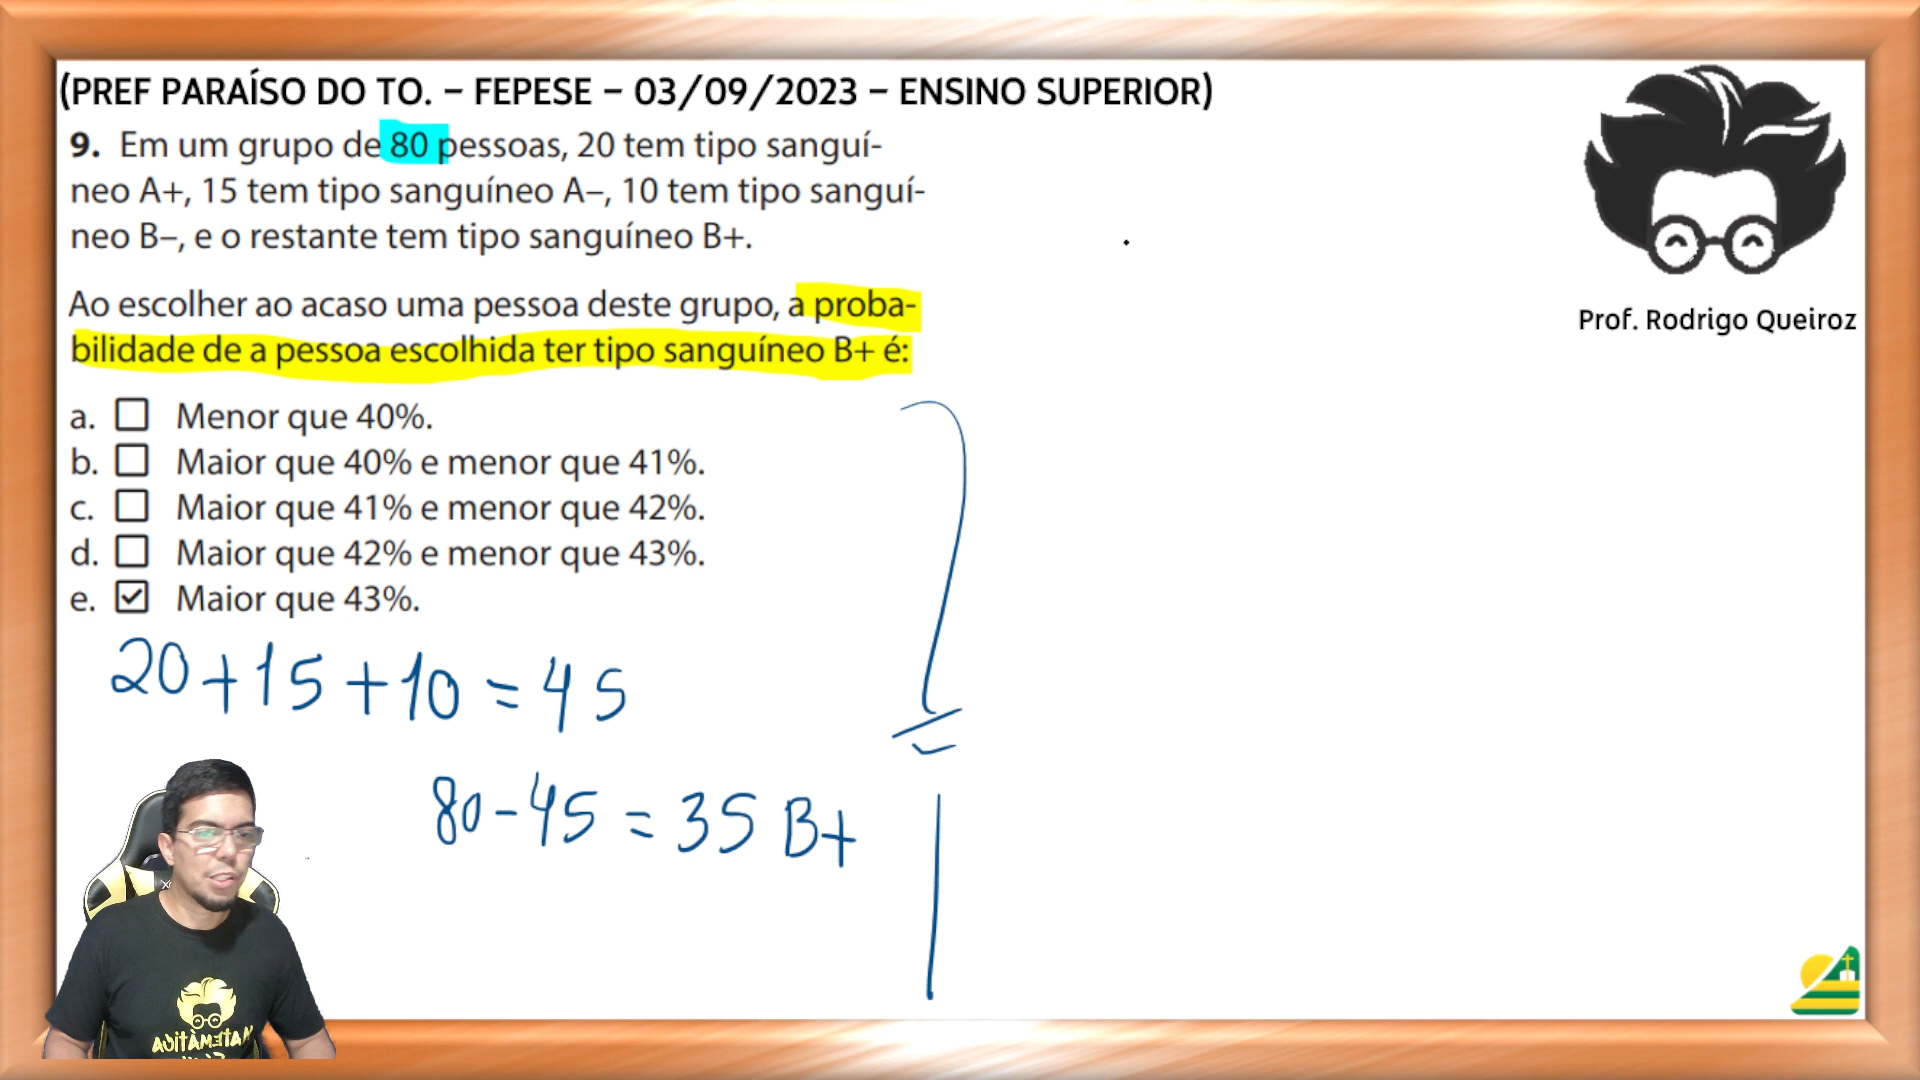 (PREF PARAÍSO DO TO. – FEPESE – 03/09/2023 – ENSINO SUPERIOR)
9. Em um grupo de 80 pessoas, 20 tem tipo sanguí-
neo A+, 15 tem tipo sanguíneo A–, 10 tem tipo sanguí-
neo B–, e o restante tem tipo sanguíneo B+.
Ao escolher ao acaso uma pessoa deste grupo, a proba-
bilidade de a pessoa escolhida ter tipo sanguíneo B+ é:
a. Menor que 40%.
b. Maior que 40% e menor que 41%.
c. Maior que 41% e menor que 42%.
d. Maior que 42% e menor que 43%.
e. Maior que 43%.
20+15+10=45
80-45=35 B+
Prof. Rodrigo Queiroz
MATEMÁTICA